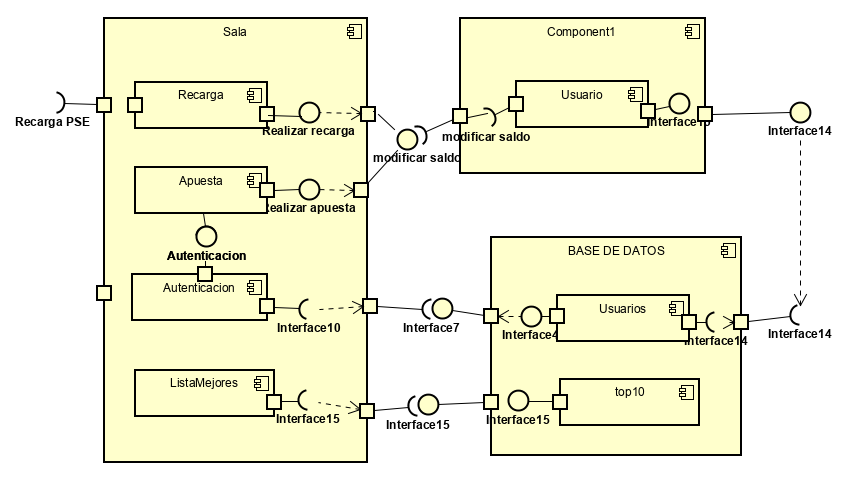 Sala
Component1
Recarga
Usuario
Recarga PSE
Realizar recarga
modificar saldo
modificar saldo
Interface14
Apuesta
Realizar apuesta
Autenticacion
BASE DE DATOS
Autenticacion
Usuarios
Interface10
Interface7
Interface4
Interface14
Interface14
ListaMejores
top10
Interface15
Interface15
Interface15